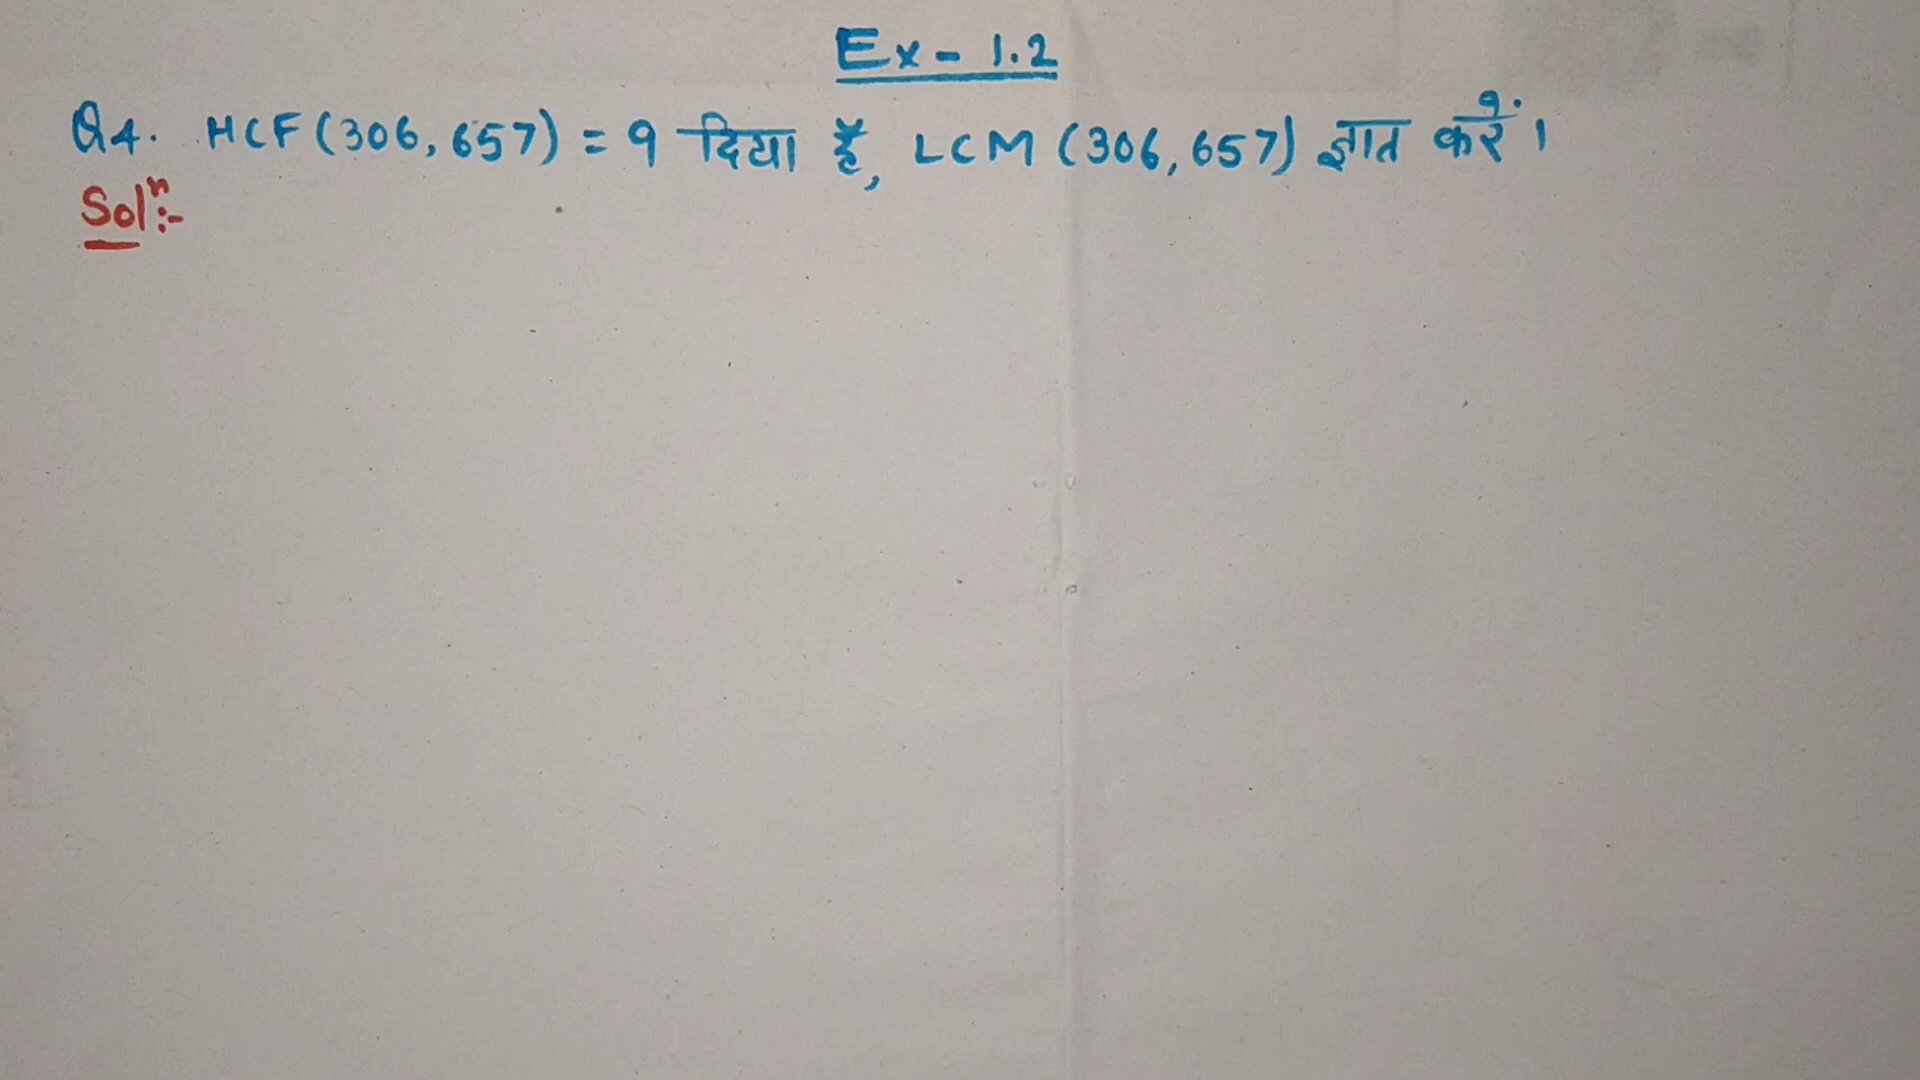 Ex - 1.2
Q4. HCF (306, 657) = 9 दिया है, LCM (306, 657) ज्ञात करें।
Solⁿ:-